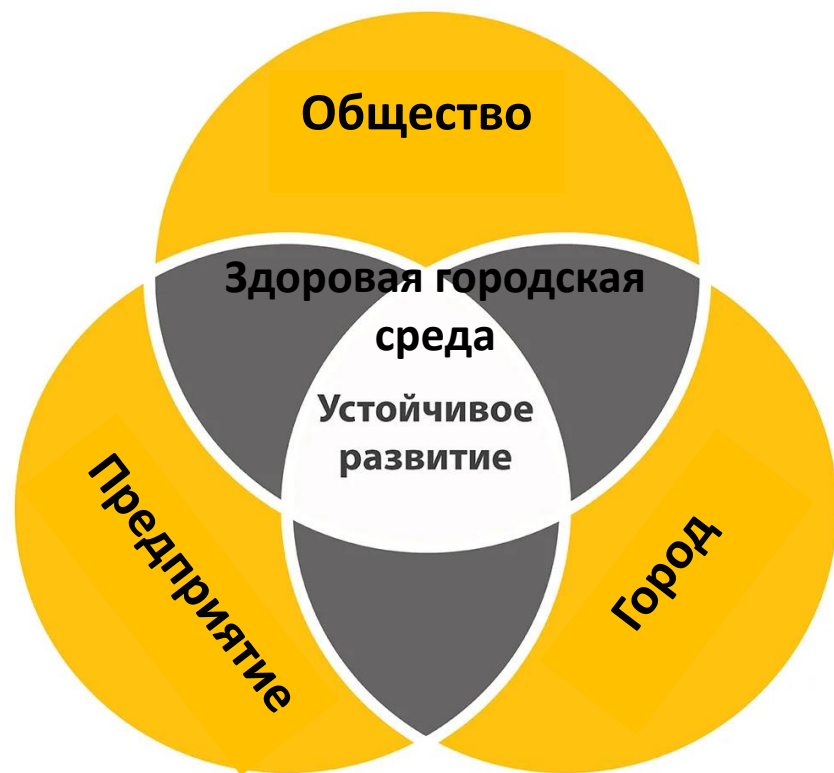 Общество
Здоровая городская
среда
Устойчивое
развитие
Предприятие
Город